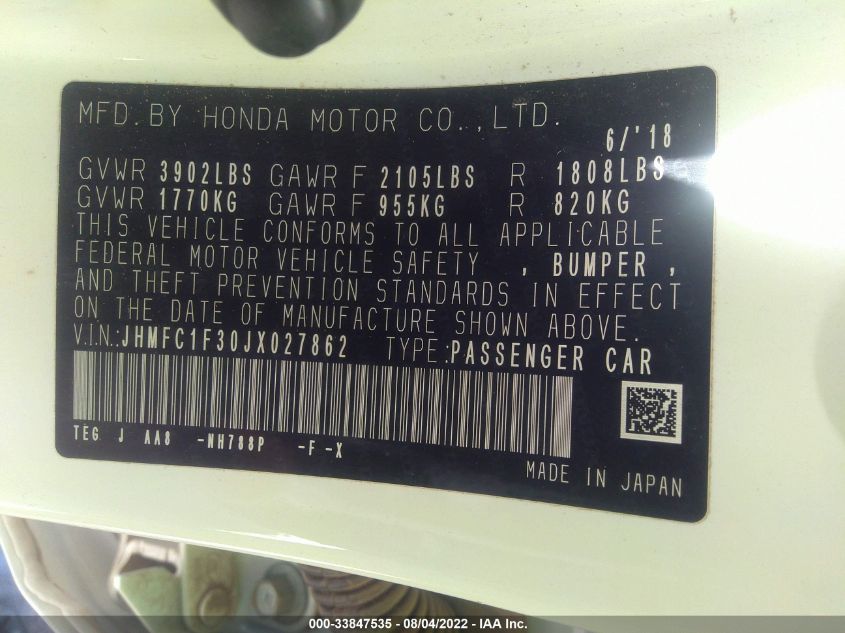 MFD. BY HONDA MOTOR CO., LTD. 6/'18
GVWR 3902LBS GAWR F 2105LBS R 1808LBS
GVWR 1770KG GAWR F 955KG R 820KG
THIS VEHICLE CONFORMS TO ALL APPLICABLE
FEDERAL MOTOR VEHICLE SAFETY , BUMPER ,
AND THEFT PREVENTION STANDARDS IN EFFECT
ON THE DATE OF MANUFACTURE SHOWN ABOVE.
V.I.N.: JHMFC1F30JX027862 TYPE: PASSENGER CAR
TEG J AA8 -NH788P -F -X
MADE IN JAPAN
000-33847535 - 08/04/2022 - IAA Inc.